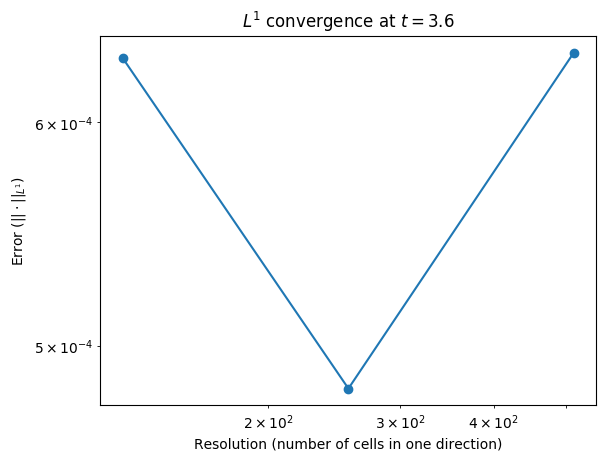 $L^1$ convergence at $t = 3.6$
Error ($||\cdot||_{L^1}$)
$6 \times 10^{-4}$
$5 \times 10^{-4}$
$2 \times 10^2$ $3 \times 10^2$ $4 \times 10^2$
Resolution (number of cells in one direction)